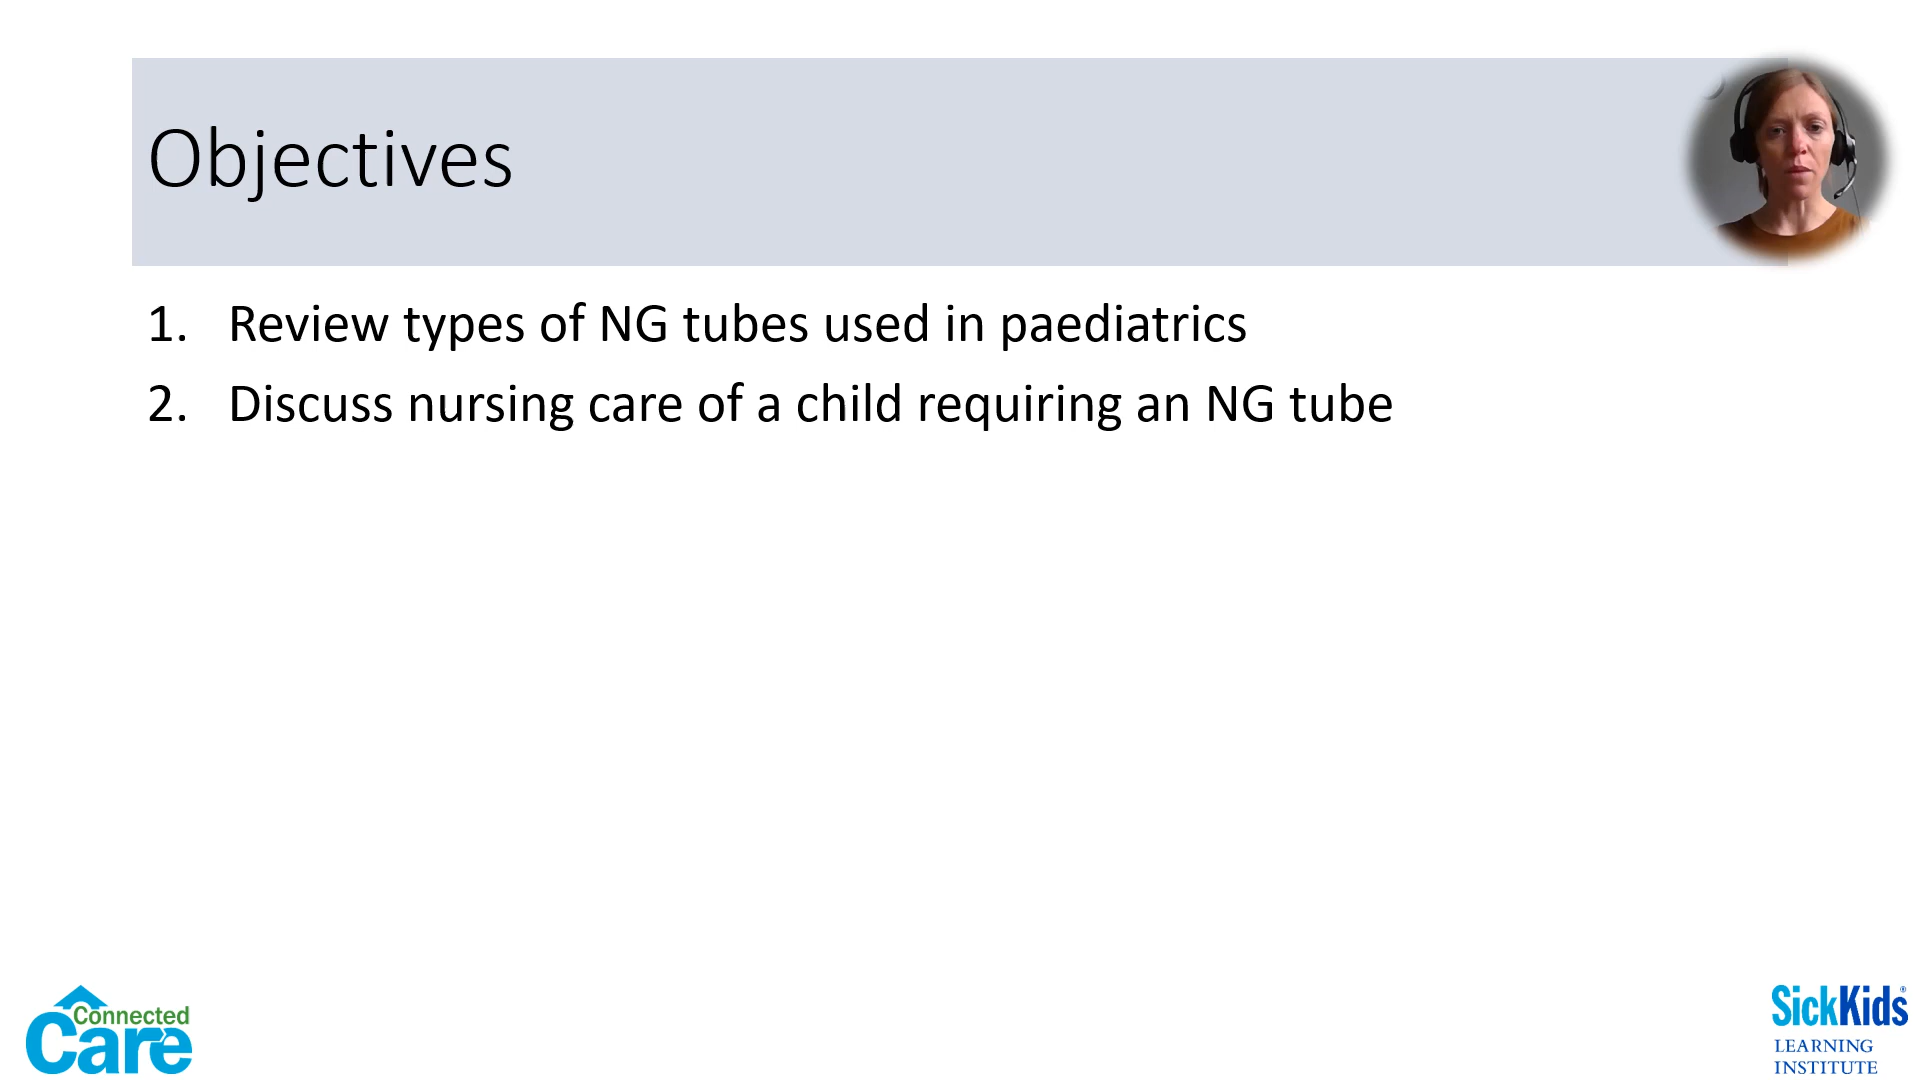 Objectives
1. Review types of NG tubes used in paediatrics
2. Discuss nursing care of a child requiring an NG tube
Connected
Care
SickKids®
LEARNING
INSTITUTE